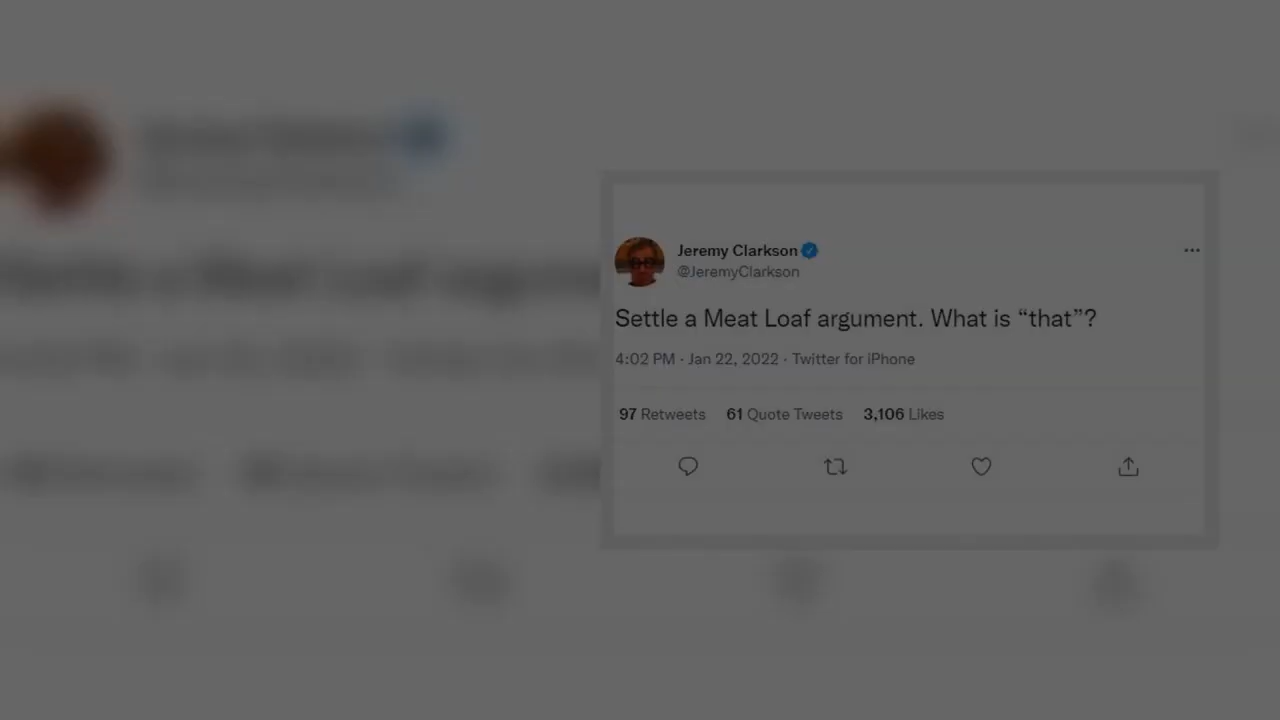 Jeremy Clarkson
@JeremyClarkson
Settle a Meat Loaf argument. What is “that”?
4:02 PM · Jan 22, 2022 · Twitter for iPhone
97 Retweets 61 Quote Tweets 3,106 Likes